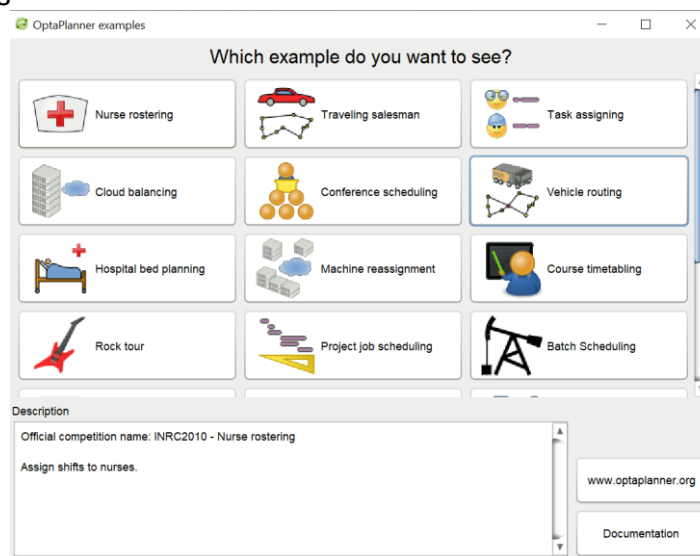 OptaPlanner examples
Which example do you want to see?
Nurse rostering
Traveling salesman
Task assigning
Cloud balancing
Conference scheduling
Vehicle routing
Hospital bed planning
Machine reassignment
Course timetabling
Rock tour
Project job scheduling
Batch Scheduling
Description
Official competition name: INRC2010 - Nurse rostering
Assign shifts to nurses.
www.optaplanner.org
Documentation